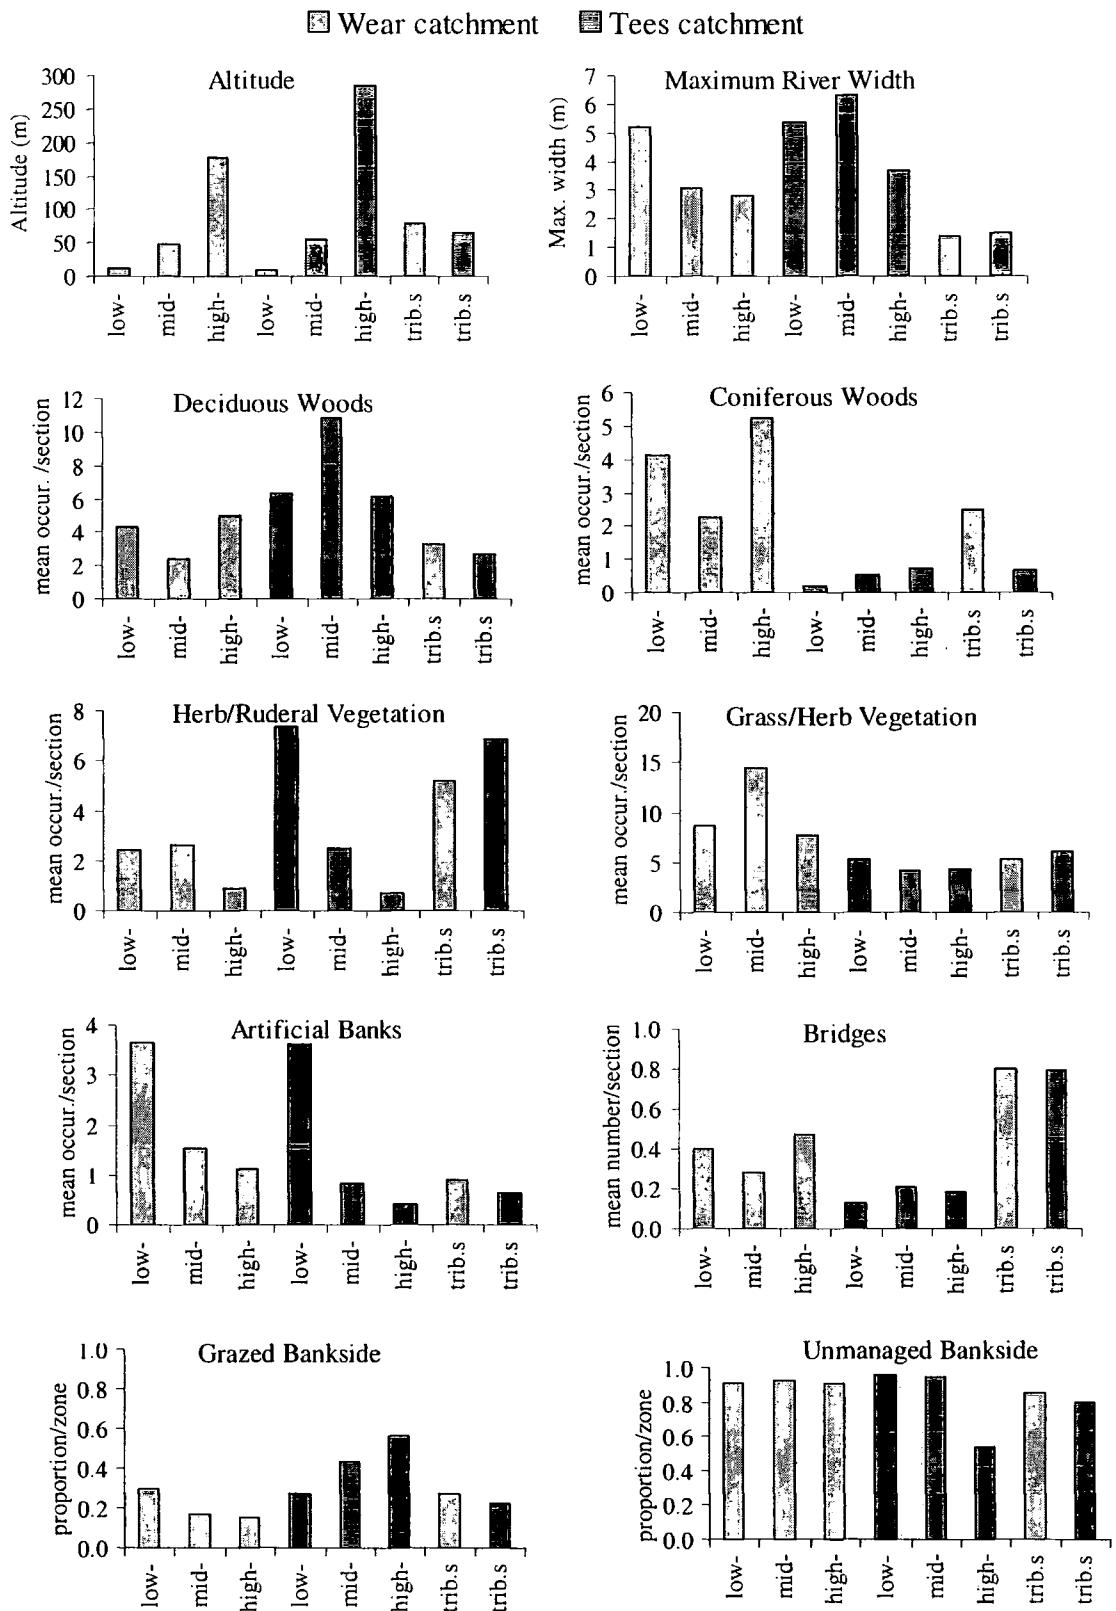 Wear catchment Tees catchment
Altitude
Altitude (m)
300
250
200
150
100
50
0
low- mid- high- low- mid- high- trib.s trib.s
Maximum River Width
Max. width (m)
7
6
5
4
3
2
1
0
low- mid- high- low- mid- high- trib.s trib.s
Deciduous Woods
mean occur. /section
12
10
8
6
4
2
0
low- mid- high- low- mid- high- trib.s trib.s
Coniferous Woods
mean occur./section
6
5
4
3
2
1
0
low- mid- high- low- mid- high- trib.s trib.s
Herb/Ruderal Vegetation
mean occur./section
8
6
4
2
0
low- mid- high- low- mid- high- trib.s trib.s
Grass/Herb Vegetation
mean occur./section
20
15
10
5
0
low- mid- high- low- mid- high- trib.s trib.s
Artificial Banks
mean occur./section
4
3
2
1
0
low- mid- high- low- mid- high- trib.s trib.s
Bridges
mean number/section
1.0
0.8
0.6
0.4
0.2
0.0
low- mid- high- low- mid- high- trib.s trib.s
Grazed Bankside
proportion/zone
1.0
0.8
0.6
0.4
0.2
0.0
low- mid- high- low- mid- high- trib.s trib.s
Unmanaged Bankside
proportion/zone
1.0
0.8
0.6
0.4
0.2
0.0
low- mid- high- low- mid- high- trib.s trib.s